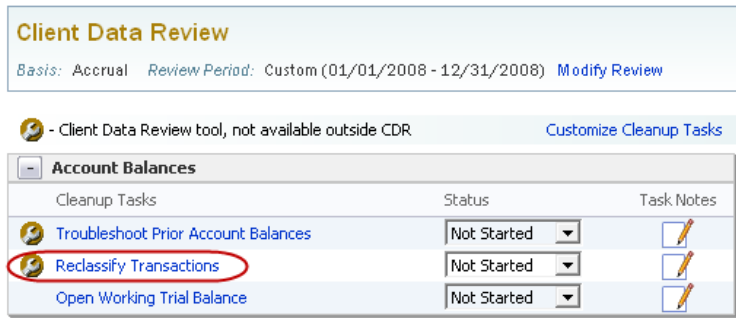 Client Data Review
Basis: Accrual Review Period: Custom (01/01/2008 - 12/31/2008) Modify Review
- Client Data Review tool, not available outside CDR Customize Cleanup Tasks
- Account Balances
Cleanup Tasks Status Task Notes
Troubleshoot Prior Account Balances Not Started
Reclassify Transactions Not Started
Open Working Trial Balance Not Started